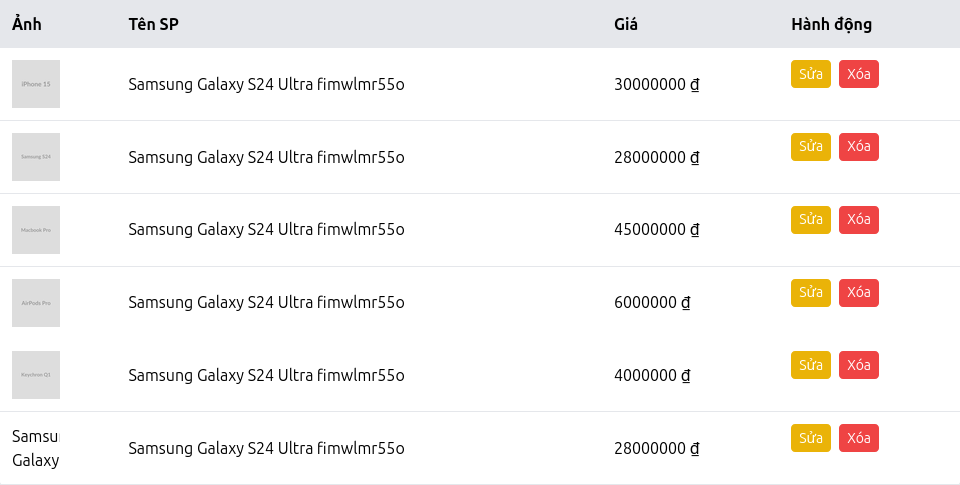 Ảnh Tên SP Giá Hành động
iPhone 15 Samsung Galaxy S24 Ultra fimwlmr55o 30000000 ₫ Sửa Xóa
Samsung S24 Samsung Galaxy S24 Ultra fimwlmr55o 28000000 ₫ Sửa Xóa
Macbook Pro Samsung Galaxy S24 Ultra fimwlmr55o 45000000 ₫ Sửa Xóa
AirPods Pro Samsung Galaxy S24 Ultra fimwlmr55o 6000000 ₫ Sửa Xóa
Keychron Q1 Samsung Galaxy S24 Ultra fimwlmr55o 4000000 ₫ Sửa Xóa
Samsu
Galaxy Samsung Galaxy S24 Ultra fimwlmr55o 28000000 ₫ Sửa Xóa